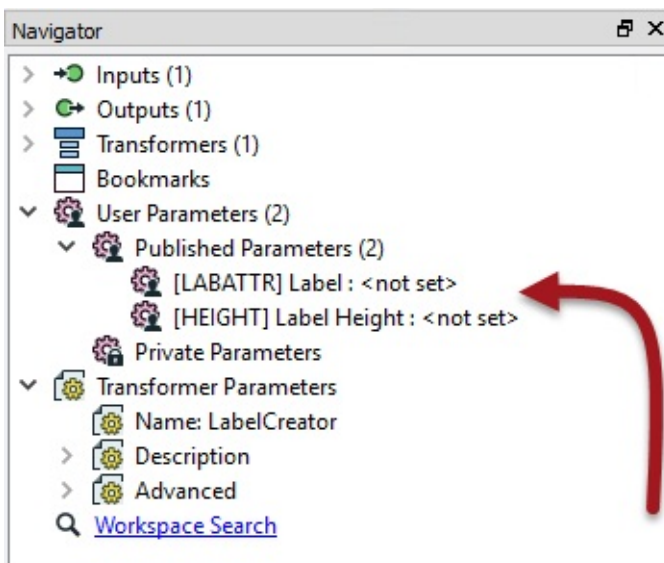 Navigator
Inputs (1)
Outputs (1)
Transformers (1)
Bookmarks
User Parameters (2)
Published Parameters (2)
[LABATTR] Label : <not set>
[HEIGHT] Label Height : <not set>
Private Parameters
Transformer Parameters
Name: LabelCreator
Description
Advanced
Workspace Search